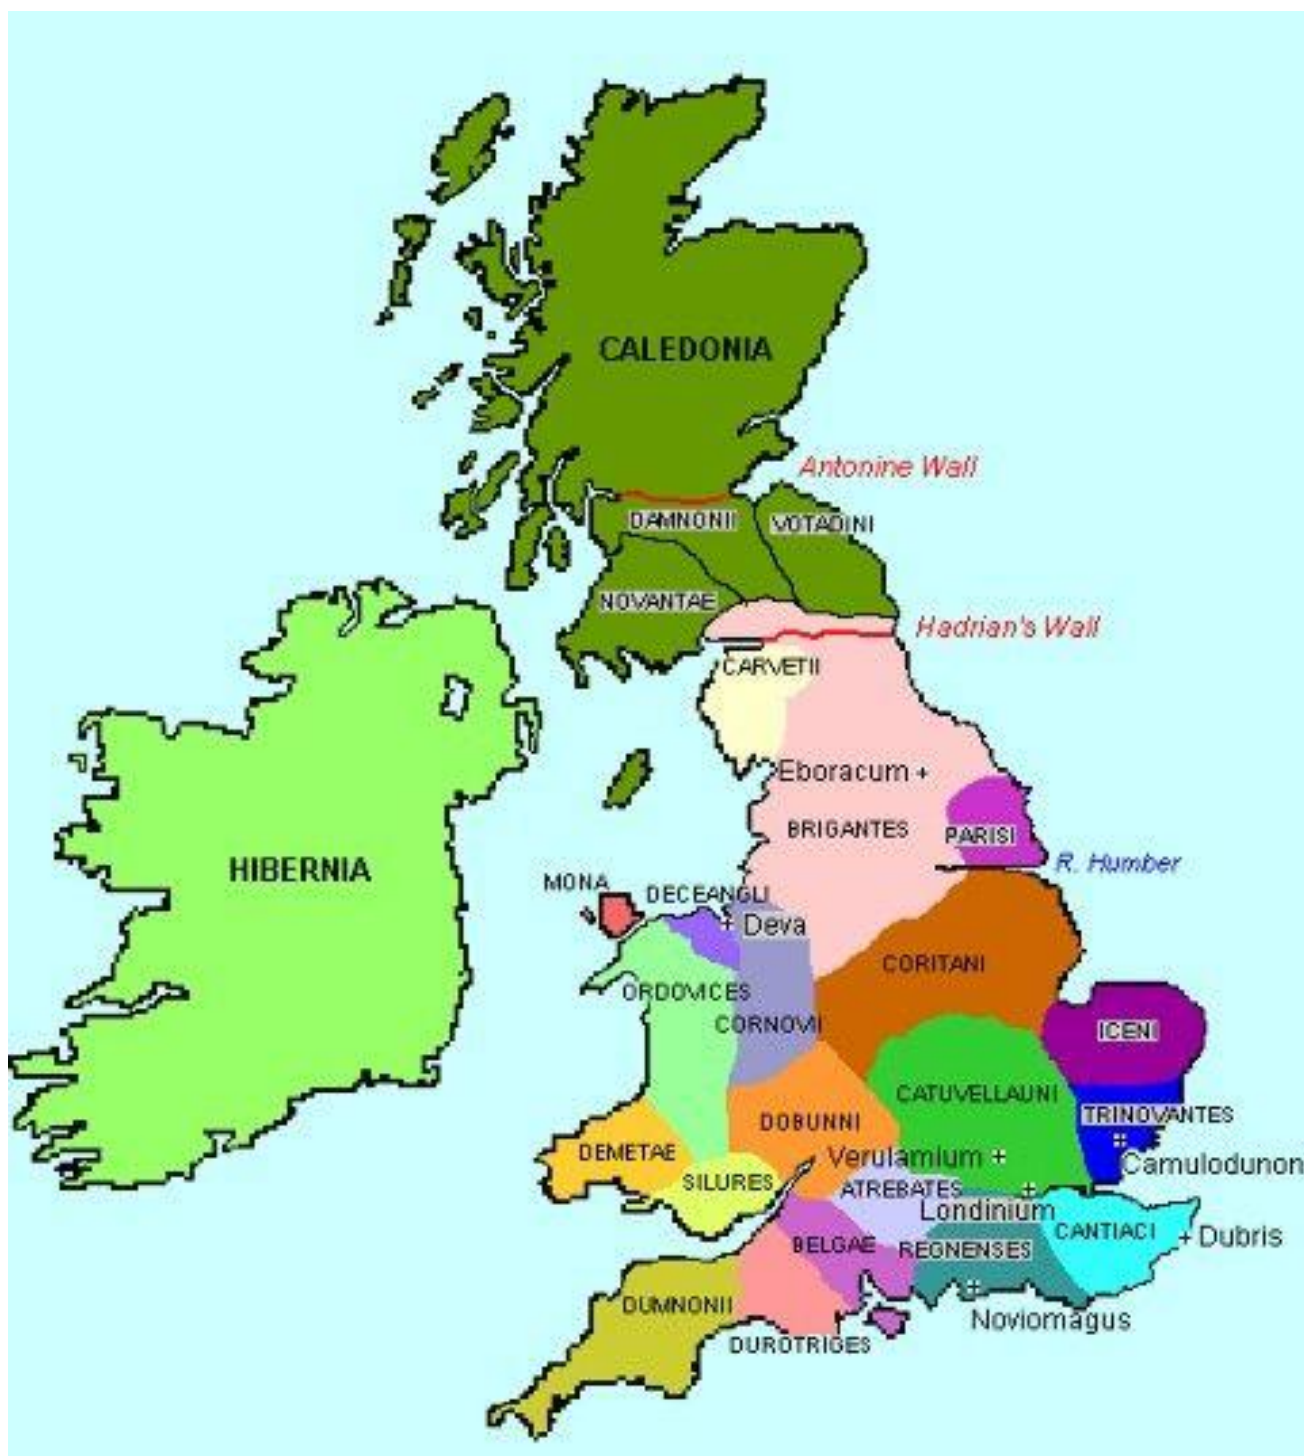 CALEDONIA
Antonine Wall
DAMNONII
VOTADINI
NOVANTAE
Hadrian's Wall
CARVETII
Eboracum
BRIGANTES
PARISI
R. Humber
HIBERNIA
MONA
DECEANGLI
Deva
CORITANI
ORDOVICES
CORNOVII
ICENI
CATUVELLAUNI
TRINOVANTES
DOBUNNI
DEMETAE
Verulamium
Camulodunon
SILURES
ATREBATES
Londinium
CANTIACI
Dubris
BELGAE
REGNENSES
DUMNONII
Noviomagus
DUROTRIGES